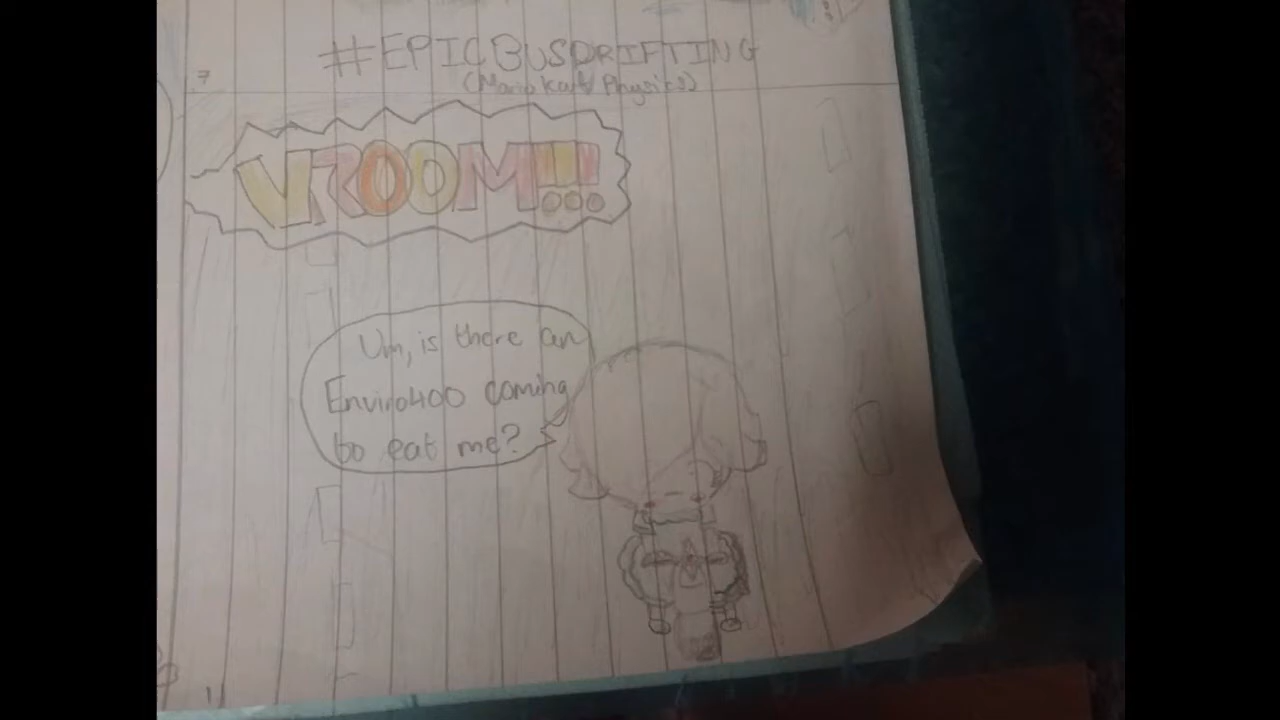 #EPICBUSDRIFTING
(Mario Kart Physics)
VROOM!!!
Um, is there an
Enviro400 coming
to eat me?